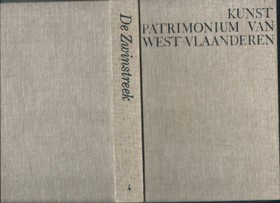 De Zwinstreek
4
KUNST
PATRIMONIUM VAN
WEST-VLAANDEREN